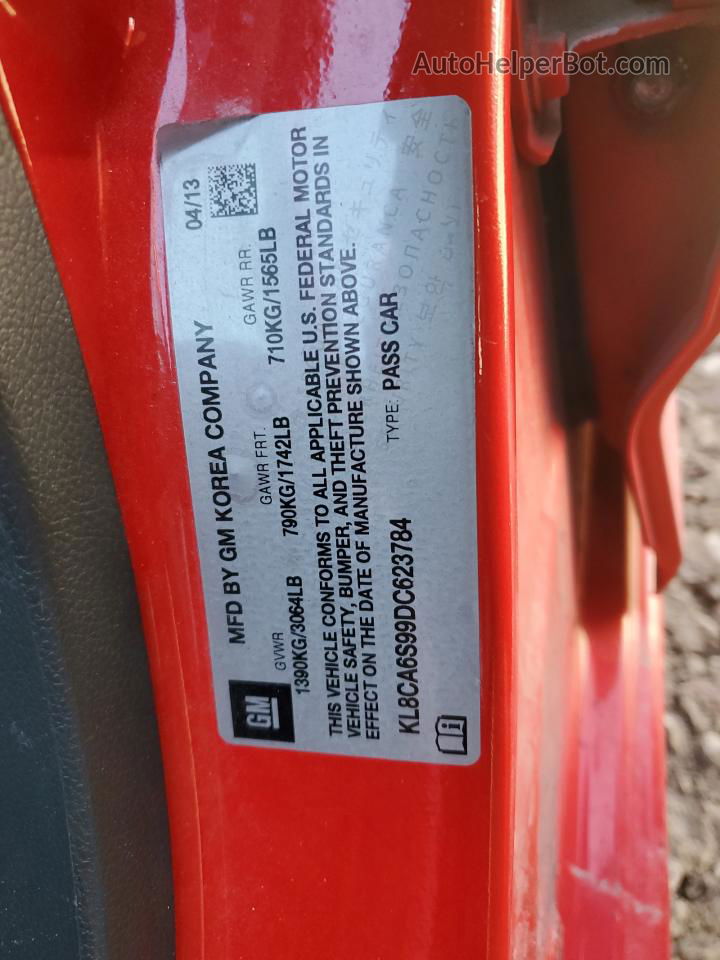 AutoHelperBot.com
MFD BY GM KOREA COMPANY 04/13
GVWR GAWR FRT. GAWR RR.
1390KG/3064LB 790KG/1742LB 710KG/1565LB
THIS VEHICLE CONFORMS TO ALL APPLICABLE U.S. FEDERAL MOTOR
VEHICLE SAFETY, BUMPER, AND THEFT PREVENTION STANDARDS IN
EFFECT ON THE DATE OF MANUFACTURE SHOWN ABOVE.
KL8CA6S99DC623784 TYPE: PASS CAR
GM